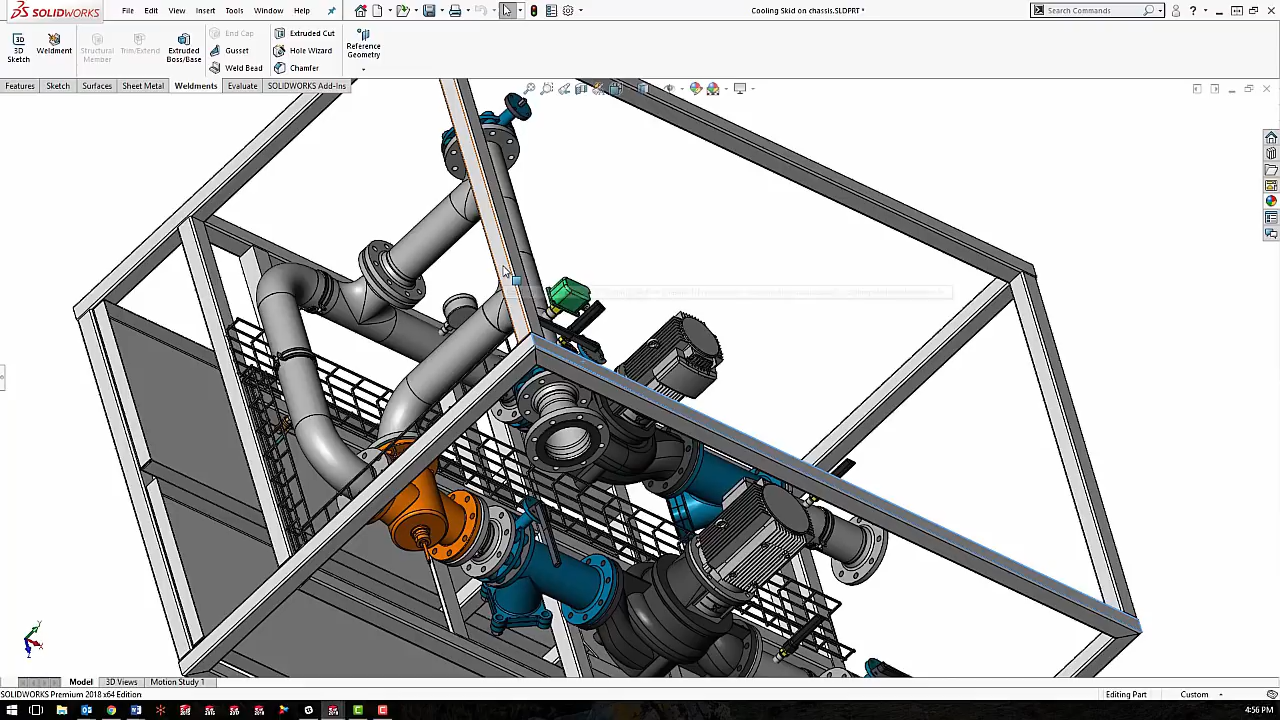 SOLIDWORKS
File Edit View Insert Tools Window Help
Cooling Skid on chassis.SLDPRT *
Search Commands
3D Sketch
Weldment
Structural Member
Trim/Extend
Extruded Boss/Base
End Cap
Gusset
Weld Bead
Extruded Cut
Hole Wizard
Chamfer
Reference Geometry
Features Sketch Surfaces Sheet Metal Weldments Evaluate SOLIDWORKS Add-Ins
Model 3D Views Motion Study 1
SOLIDWORKS Premium 2018 x64 Edition
Editing Part
Custom
4:56 PM